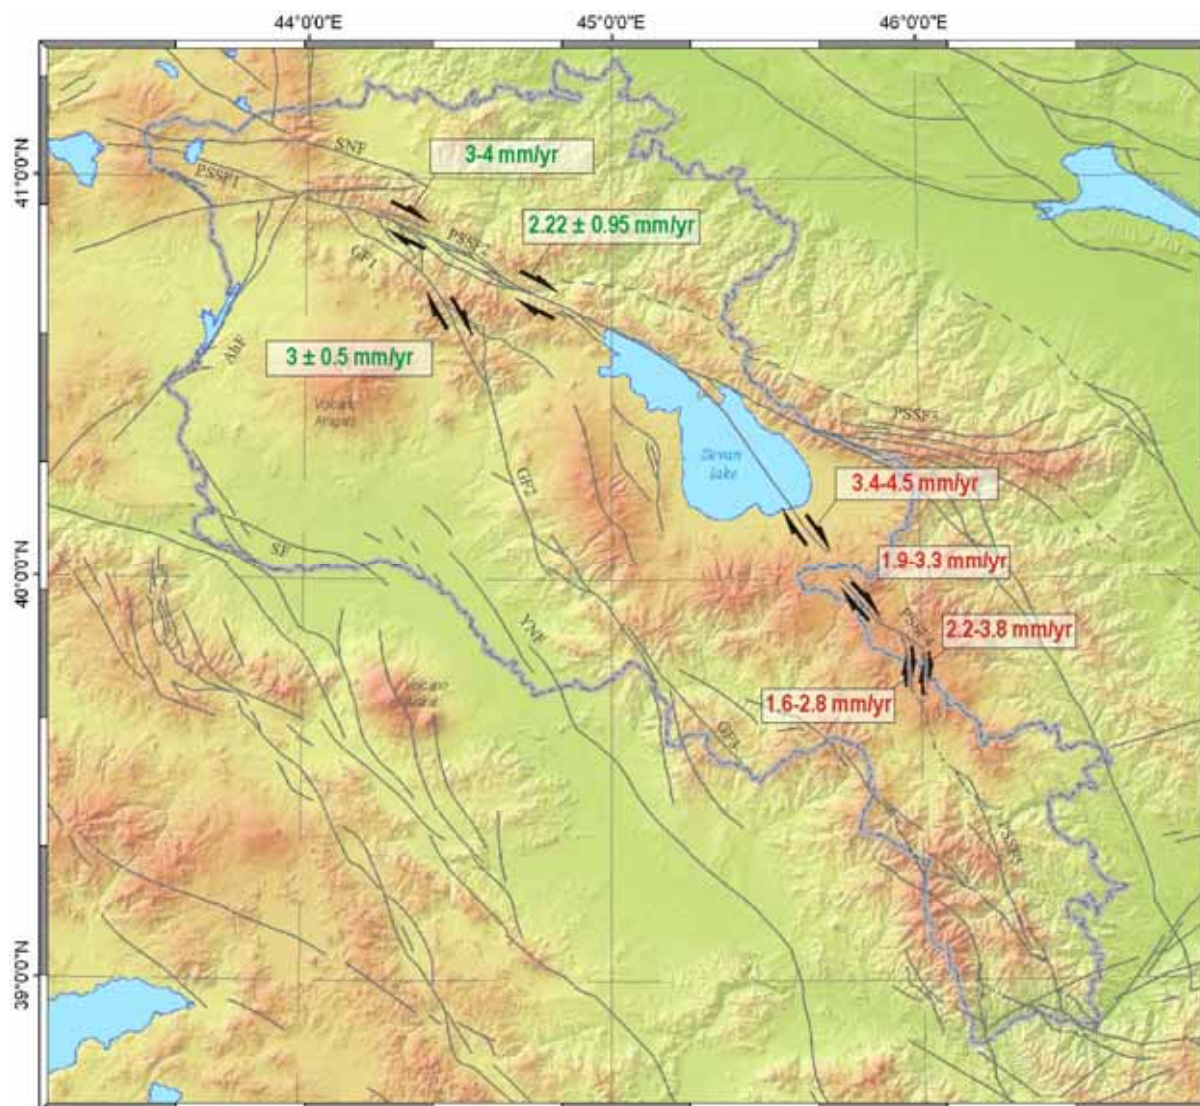 44°0'0"E
45°0'0"E
46°0'0"E
41°0'0"N
40°0'0"N
39°0'0"N
SNF
3-4 mm/yr
PSSF1
2.22 ± 0.95 mm/yr
PSSF2
GF1
3 ± 0.5 mm/yr
AhF
Volcano
PSSF3
Sevan
lake
GF2
3.4-4.5 mm/yr
SF
1.9-3.3 mm/yr
YNF
PSSF4
2.2-3.8 mm/yr
1.6-2.8 mm/yr
GF3
PSSF5